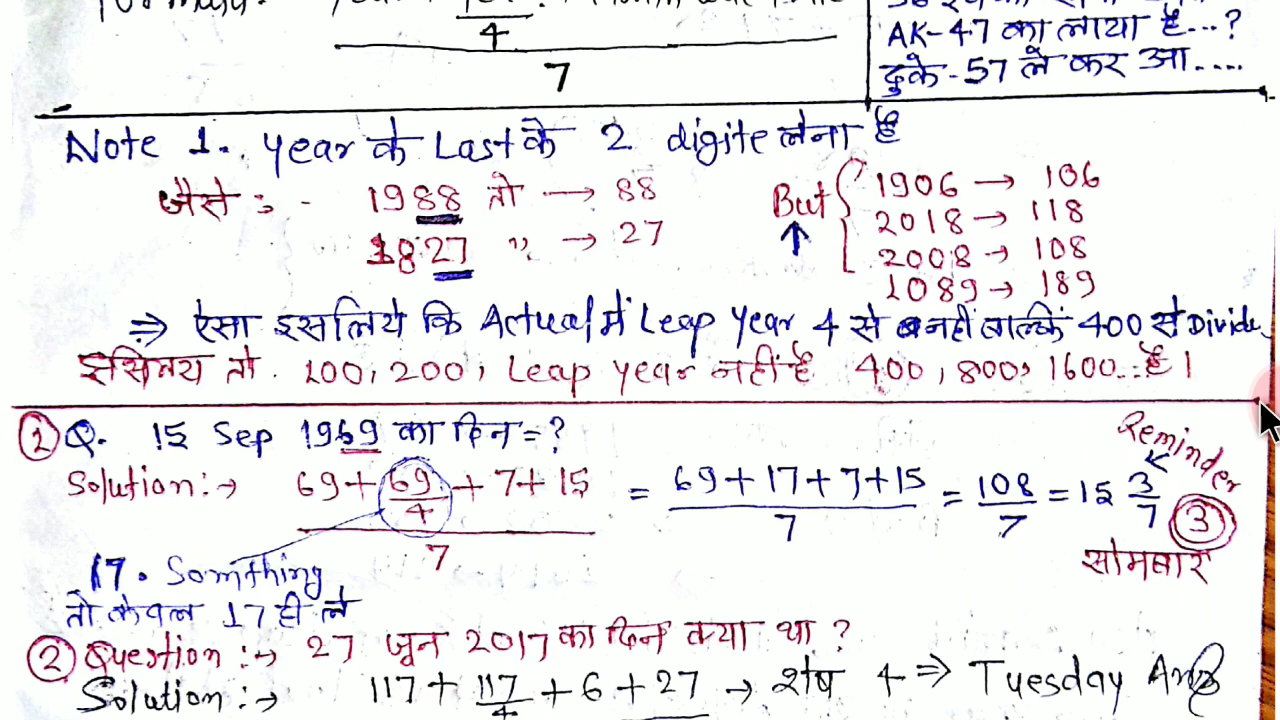 4
7
AK-47 का लाया है...?
दुके-57 ले कर आ....
Note 1. year के Last के 2 digite लेना है
जैसे :- 1988 तो → 88
1827 " → 27
But
1906 → 106
2018 → 118
2008 → 108
1089 → 189
⇒ ऐसा इसलिये कि Actual में Leap year 4 से नहीं बल्कि 400 से Divide
तो. 100, 200, Leap year नहीं है 400, 800, 1600..है।
① Q. 15 Sep 1969 का दिन = ?
Solution :→ 69 + 69/4 + 7 + 15 / 7 = 69 + 17 + 7 + 15 / 7 = 108/7 = 15 3/7 ③
Reminder
सोमबार
17. Somthing
तो केवल 17 ही ले
② Question :→ 27 जून 2017 का दिन क्या था ?
Solution :→ 117 + 117/4 + 6 + 27 → शेष 4 ⇒ Tuesday Ans